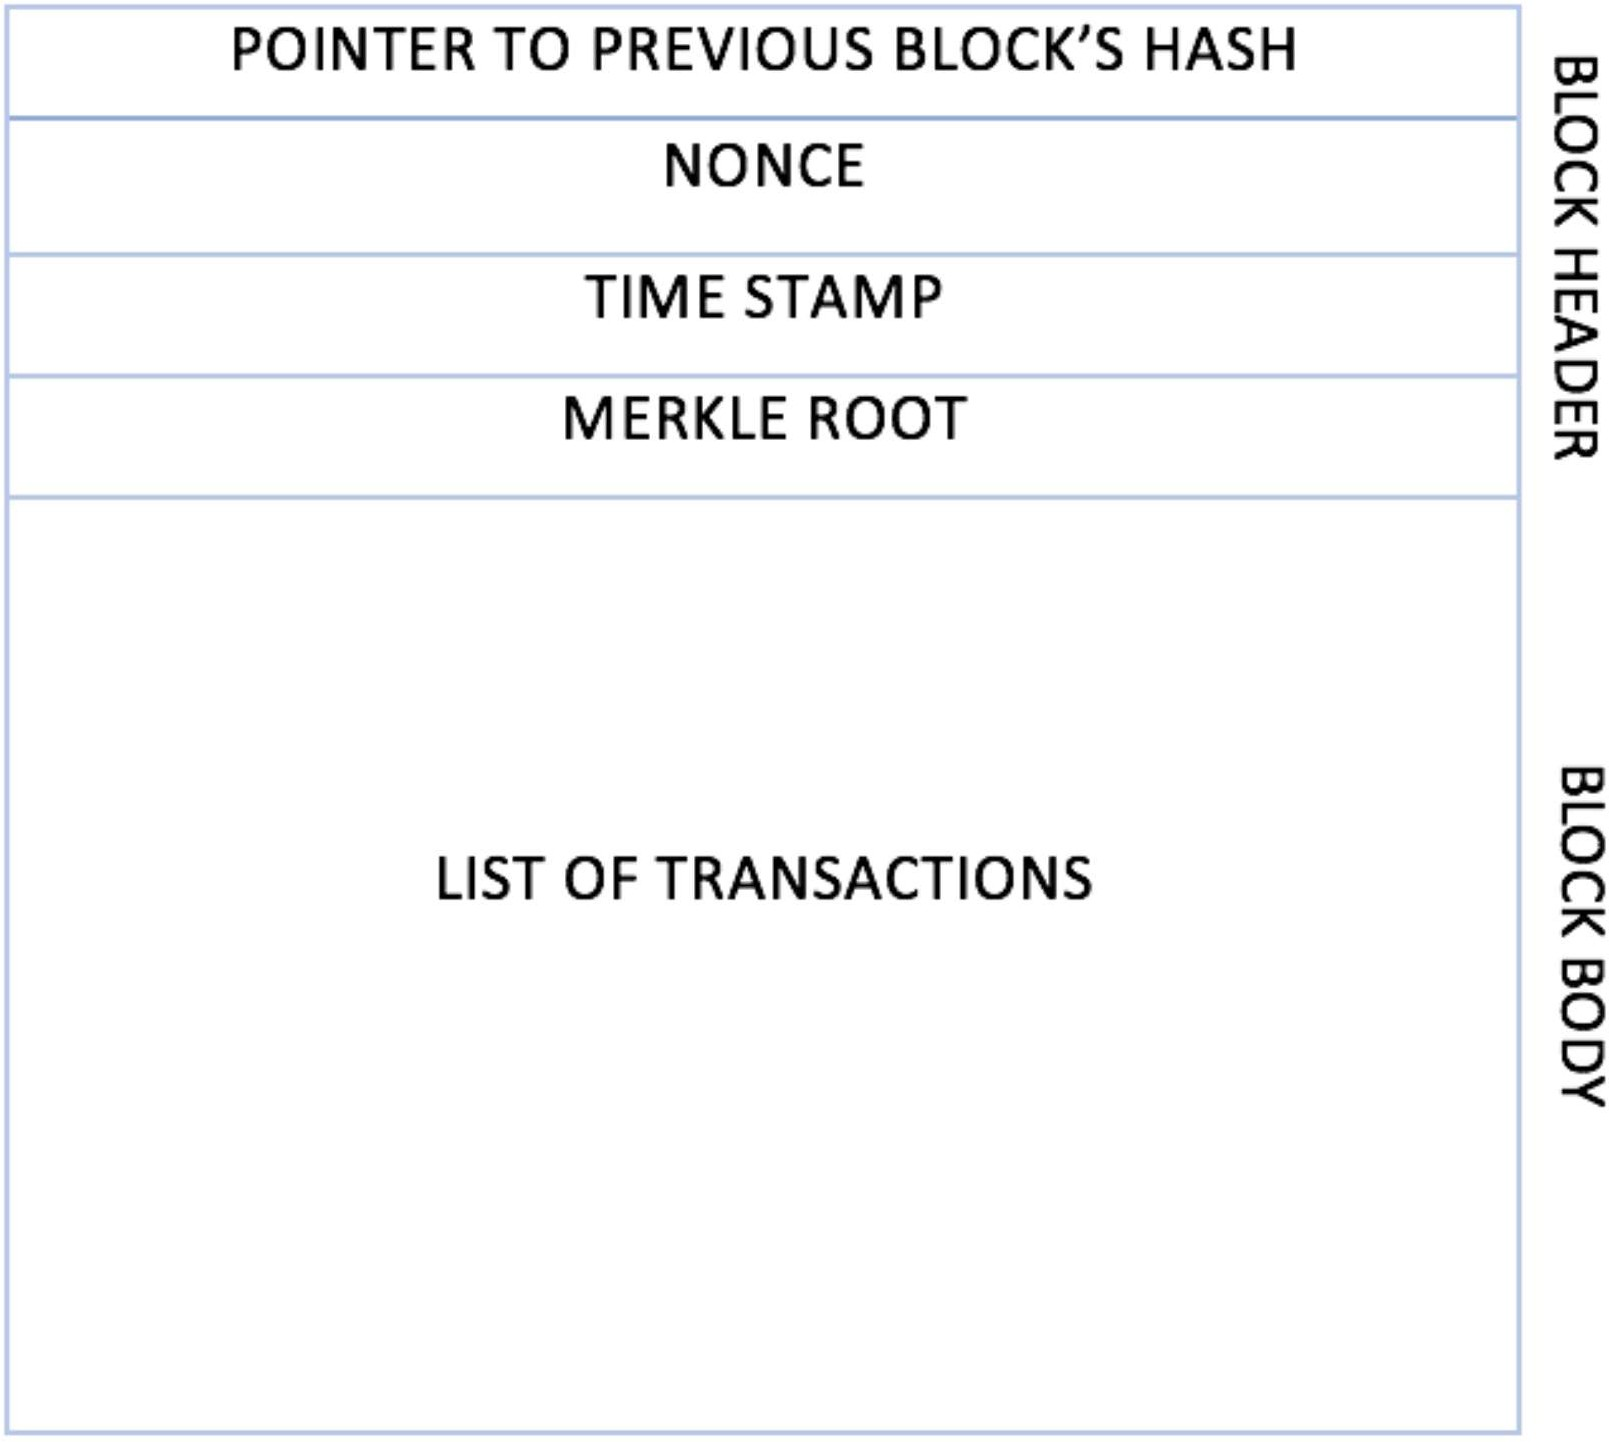 POINTER TO PREVIOUS BLOCK’S HASH
NONCE
TIME STAMP
MERKLE ROOT
BLOCK HEADER
LIST OF TRANSACTIONS
BLOCK BODY